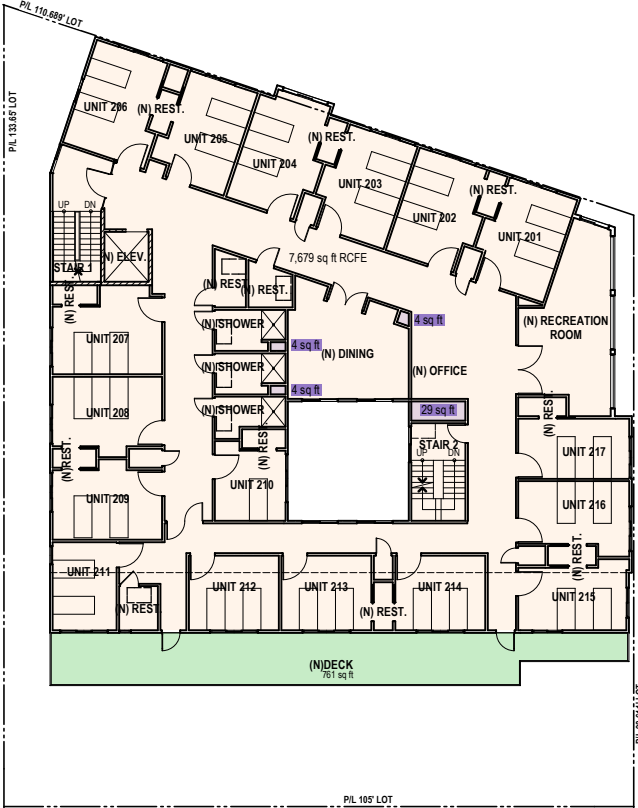 P/L 110.689' LOT
P/L 133.65' LOT
UNIT 206
(N) REST.
UNIT 205
UNIT 204
(N) REST.
UNIT 203
UNIT 202
(N) REST.
UNIT 201
UP DN
STAIR 1
N) ELEV.
7,679 sq ft RCFE
(N) REST.
(N) REST.
(N) REST.
(N) SHOWER
4 sq ft
4 sq ft
(N) DINING
(N) RECREATION
ROOM
UNIT 207
(N) SHOWER
4 sq ft
(N) OFFICE
UNIT 208
(N) SHOWER
29 sq ft
(N) REST.
STAIR 2
UP DN
(N) REST.
UNIT 217
(N) REST.
UNIT 209
UNIT 210
UNIT 216
UNIT 211
(N) REST.
UNIT 212
UNIT 213
(N) REST.
UNIT 214
(N) REST.
UNIT 215
(N)DECK
761 sq ft
P/L 105' LOT